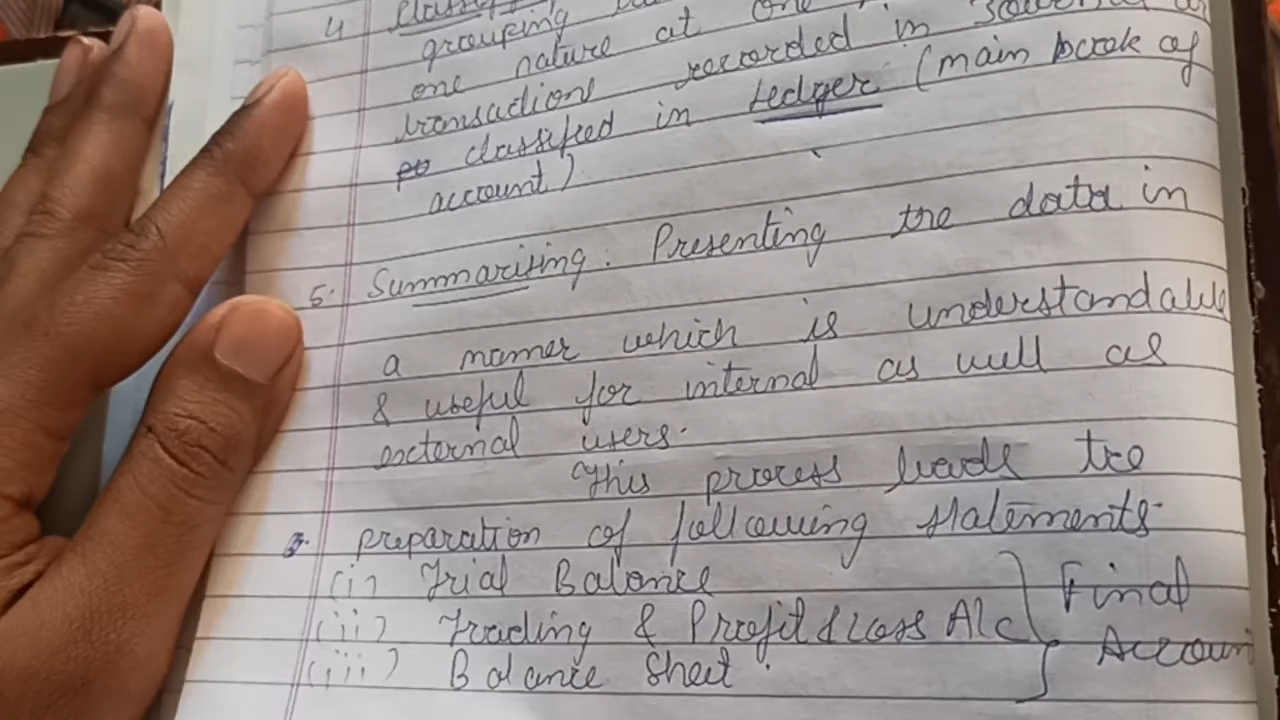 4
grouping
one nature at one
transactions recorded in
classified in Ledger (main book of
account)
5. Summarising. Presenting the data in
a manner which is understandable
& useful for internal as well as
external users.
This process leads the
preparation of following statements.
(i) Trial Balance
(ii) Trading & Profit & Loss A/c
(iii) Balance Sheet.
Final
Account